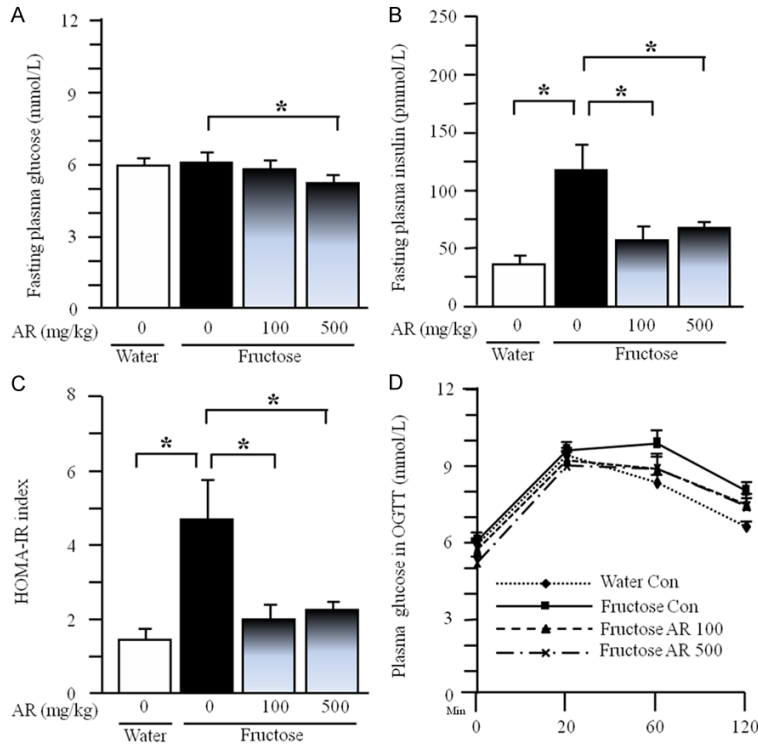 A
Fasting plasma glucose (mmol/L)
12
9
6
3
0
*
AR (mg/kg) 0 0 100 500
Water Fructose
B
Fasting plasma insulin (pmmol/L)
250
200
150
100
50
0
* * *
AR (mg/kg) 0 0 100 500
Water Fructose
C
HOMA-IR index
8
6
4
2
0
* * *
AR (mg/kg) 0 0 100 500
Water Fructose
D
Plasma glucose in OGTT (mmol/L)
12
9
6
3
0
Water Con
Fructose Con
Fructose AR 100
Fructose AR 500
Min
0 20 60 120